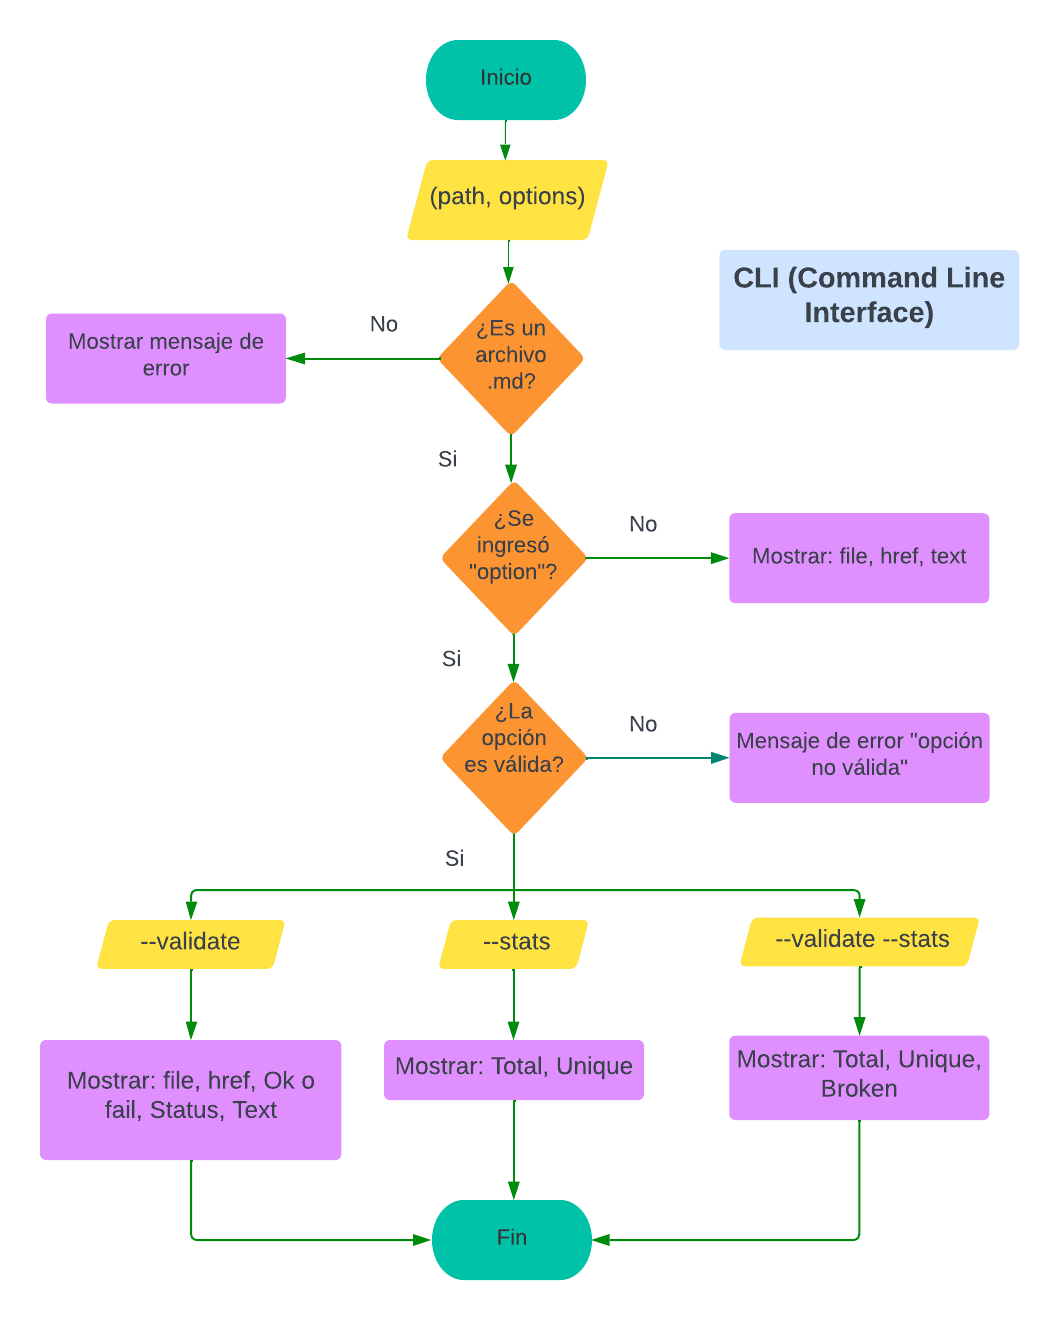 Inicio
(path, options)
CLI (Command Line
Interface)
¿Es un
archivo
.md?
No
Mostrar mensaje de
error
Si
¿Se
ingresó
"option"?
No
Mostrar: file, href, text
Si
¿La
opción
es válida?
No
Mensaje de error "opción
no válida"
Si
--validate
--stats
--validate --stats
Mostrar: file, href, Ok o
fail, Status, Text
Mostrar: Total, Unique
Mostrar: Total, Unique,
Broken
Fin